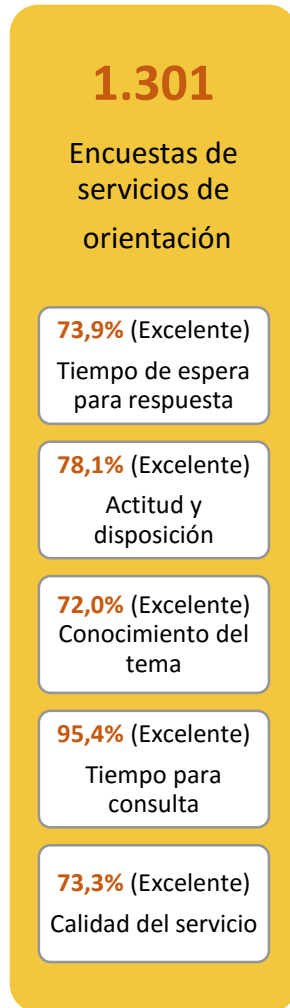 1.301
Encuestas de
servicios de
orientación
73,9% (Excelente)
Tiempo de espera
para respuesta
78,1% (Excelente)
Actitud y
disposición
72,0% (Excelente)
Conocimiento del
tema
95,4% (Excelente)
Tiempo para
consulta
73,3% (Excelente)
Calidad del servicio